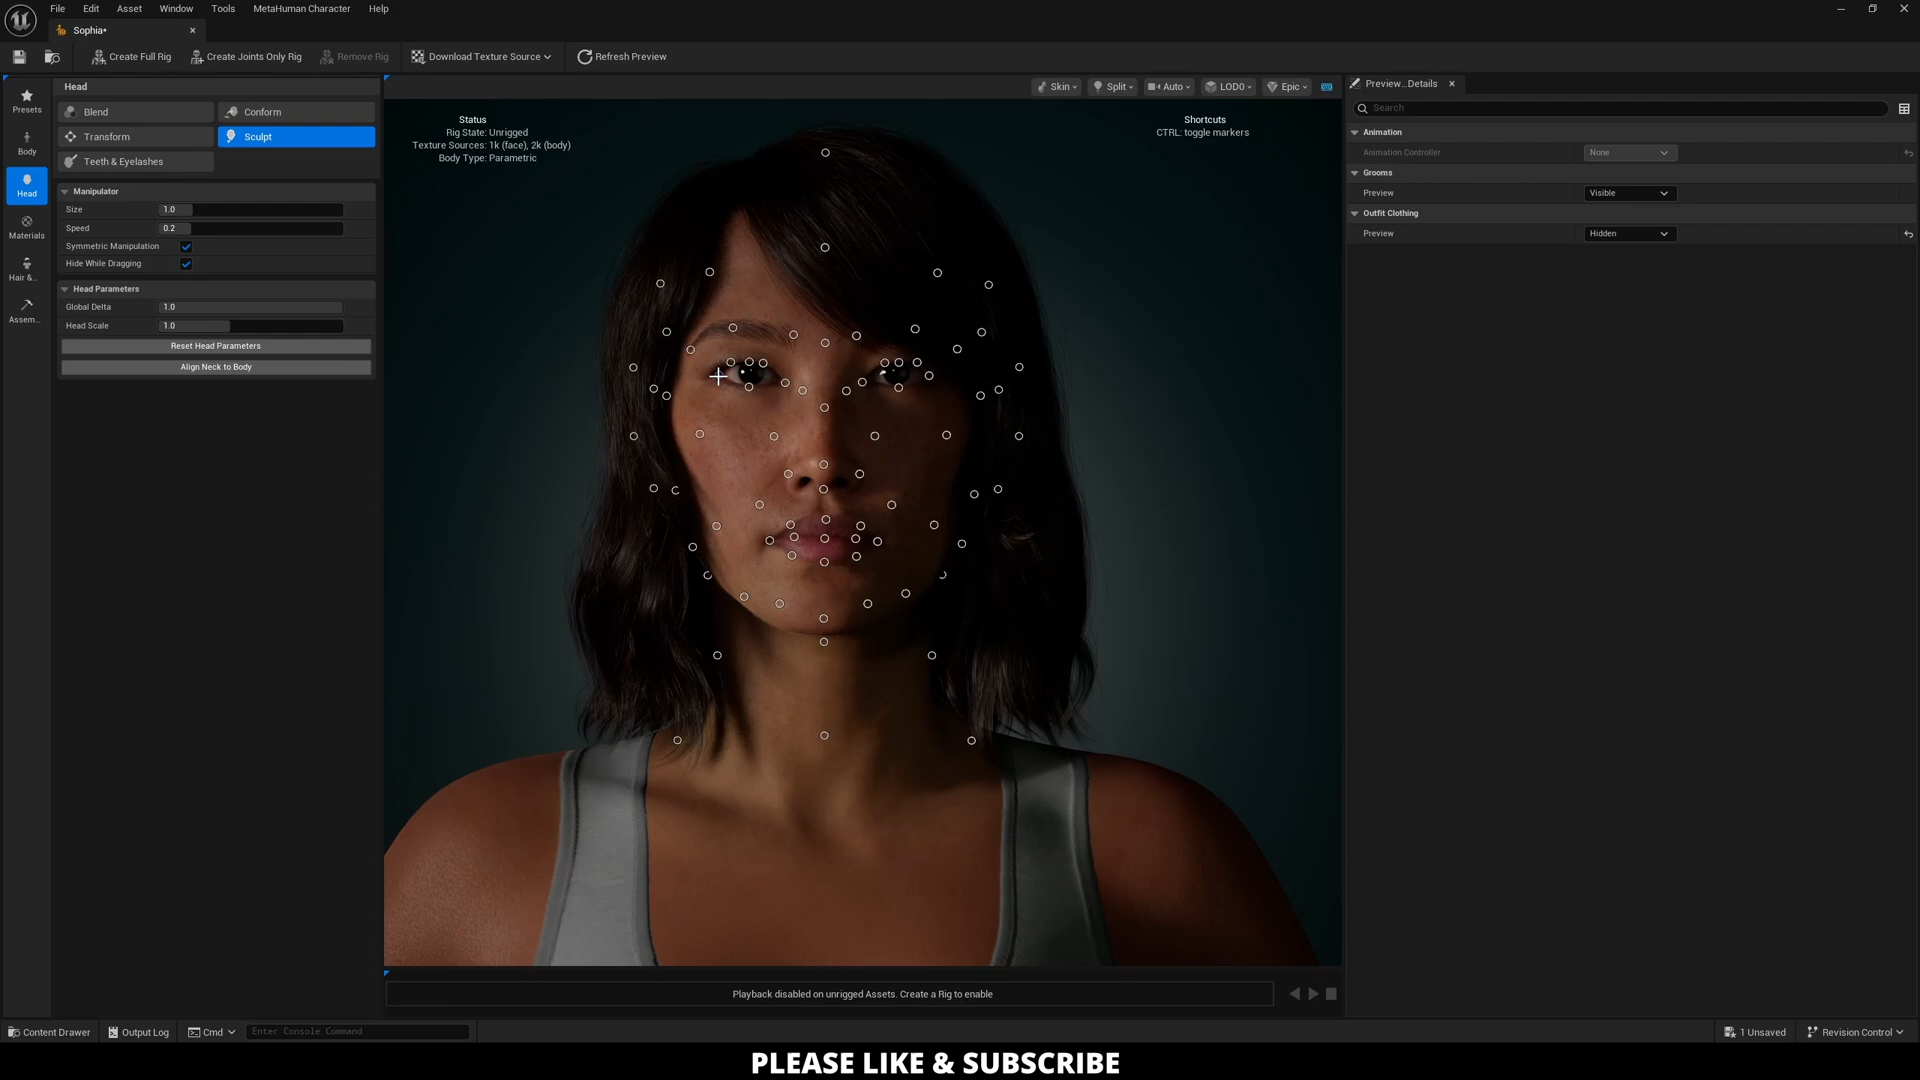 File Edit Asset Window Tools MetaHuman Character Help
Sophia*
Create Full Rig Create Joints Only Rig Remove Rig Download Texture Source Refresh Preview
Presets
Body
Head
Materials
Hair &...
Assem...
Head
Blend Conform
Transform Sculpt
Teeth & Eyelashes
Manipulator
Size 1.0
Speed 0.2
Symmetric Manipulation
Hide While Dragging
Head Parameters
Global Delta 1.0
Head Scale 1.0
Reset Head Parameters
Align Neck to Body
Skin Split Auto LOD0 Epic
Status
Rig State: Unrigged
Texture Sources: 1k (face), 2k (body)
Body Type: Parametric
Shortcuts
CTRL: toggle markers
Playback disabled on unrigged Assets. Create a Rig to enable
Preview...Details
Search
Animation
Animation Controller None
Grooms
Preview Visible
Outfit Clothing
Preview Hidden
Content Drawer Output Log Cmd Enter Console Command 1 Unsaved Revision Control
PLEASE LIKE & SUBSCRIBE